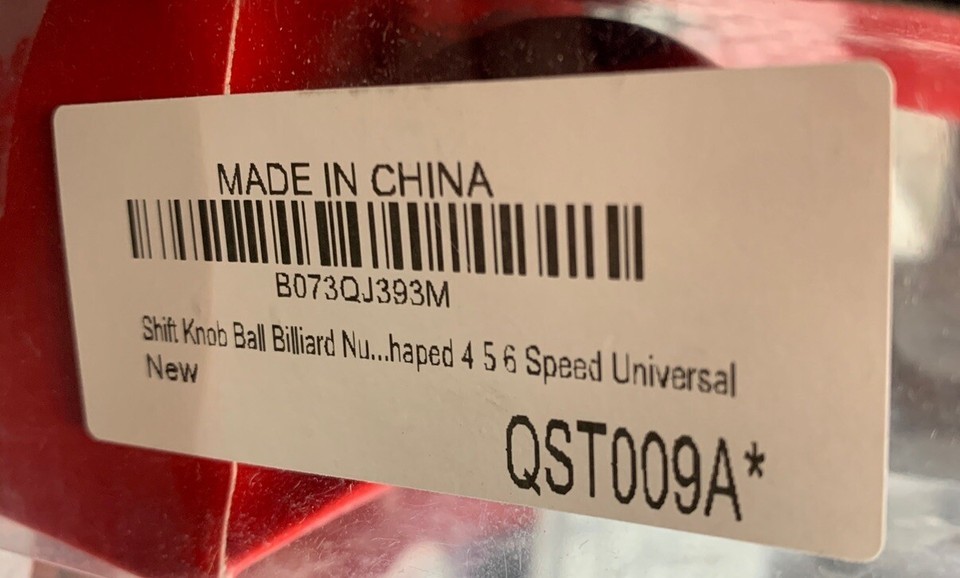 MADE IN CHINA
B073QJ393M
Shift Knob Ball Billiard Nu...haped 4 5 6 Speed Universal
New
QST009A*